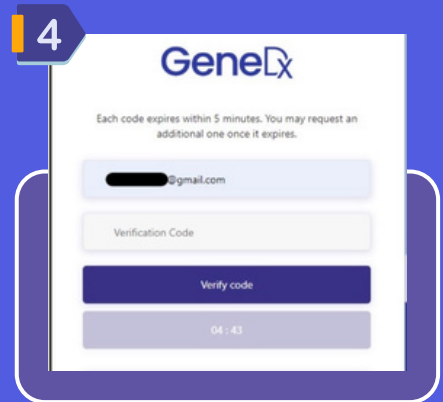 4
GeneDx
Each code expires within 5 minutes. You may request an
additional one once it expires.
@gmail.com
Verification Code
Verify code
04 : 43